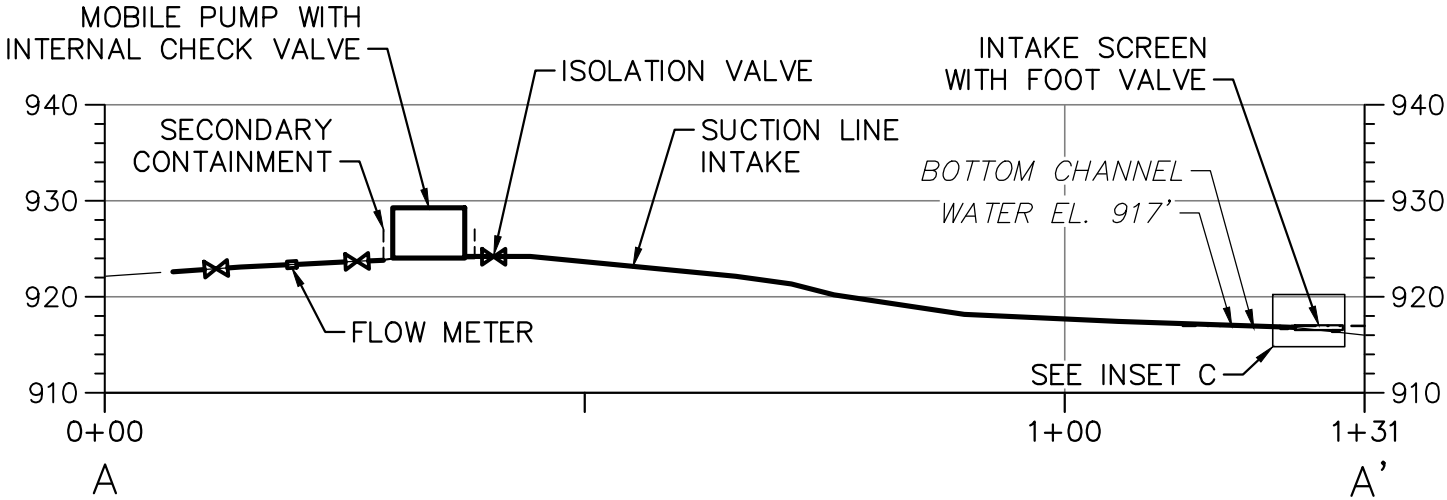 MOBILE PUMP WITH
INTERNAL CHECK VALVE
ISOLATION VALVE
INTAKE SCREEN
WITH FOOT VALVE
940
940
SECONDARY
CONTAINMENT
SUCTION LINE
INTAKE
BOTTOM CHANNEL
WATER EL. 917'
930
930
920
920
FLOW METER
SEE INSET C
910
910
0+00
1+00
1+31
A
A'